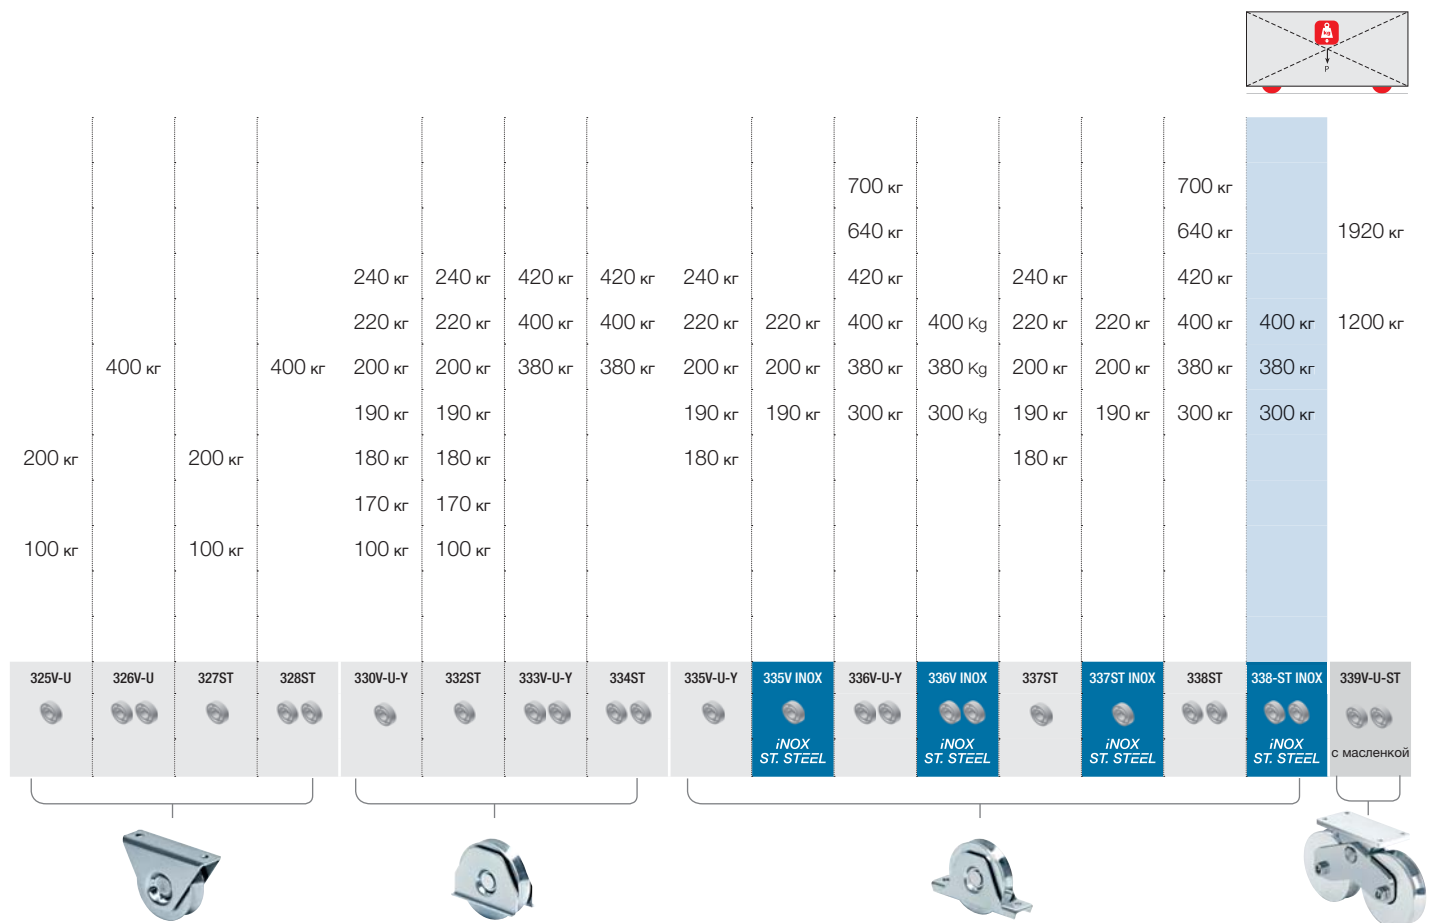 kg
P
700 кг 700 кг
640 кг 640 кг 1920 кг
240 кг 240 кг 420 кг 420 кг 240 кг 420 кг 240 кг 420 кг
220 кг 220 кг 400 кг 400 кг 220 кг 220 кг 400 кг 400 Kg 220 кг 220 кг 400 кг 400 кг 1200 кг
400 кг 400 кг 200 кг 200 кг 380 кг 380 кг 200 кг 200 кг 380 кг 380 Kg 200 кг 200 кг 380 кг 380 кг
190 кг 190 кг 190 кг 190 кг 300 кг 300 Kg 190 кг 190 кг 300 кг 300 кг
200 кг 200 кг 180 кг 180 кг 180 кг 180 кг
170 кг 170 кг
100 кг 100 кг 100 кг 100 кг
325V-U 326V-U 327ST 328ST 330V-U-Y 332ST 333V-U-Y 334ST 335V-U-Y 335V INOX 336V-U-Y 336V INOX 337ST 337ST INOX 338ST 338-ST INOX 339V-U-ST
iNOX iNOX iNOX iNOX
ST. STEEL ST. STEEL ST. STEEL ST. STEEL с масленкой